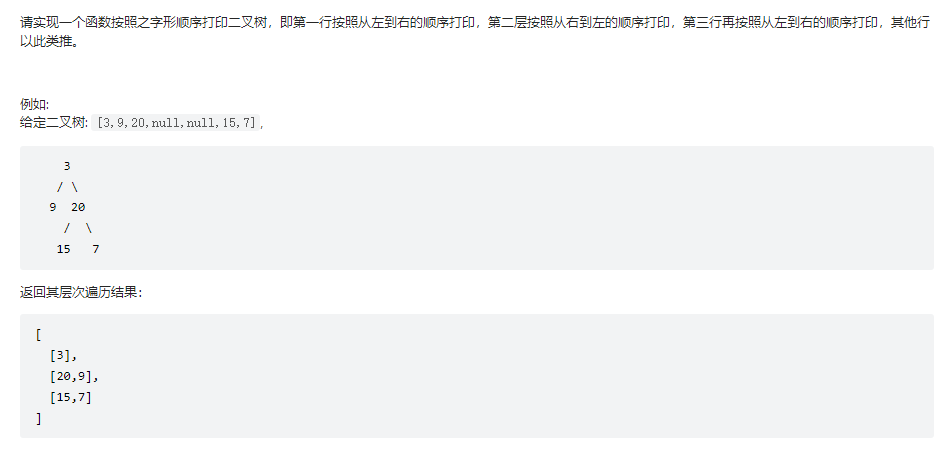 请实现一个函数按照之字形顺序打印二叉树，即第一行按照从左到右的顺序打印，第二层按照从右到左的顺序打印，第三行再按照从左到右的顺序打印，其他行
以此类推。
例如:
给定二叉树: [3,9,20,null,null,15,7],
3
/ \
9  20
/  \
15   7
返回其层次遍历结果：
[
[3],
[20,9],
[15,7]
]